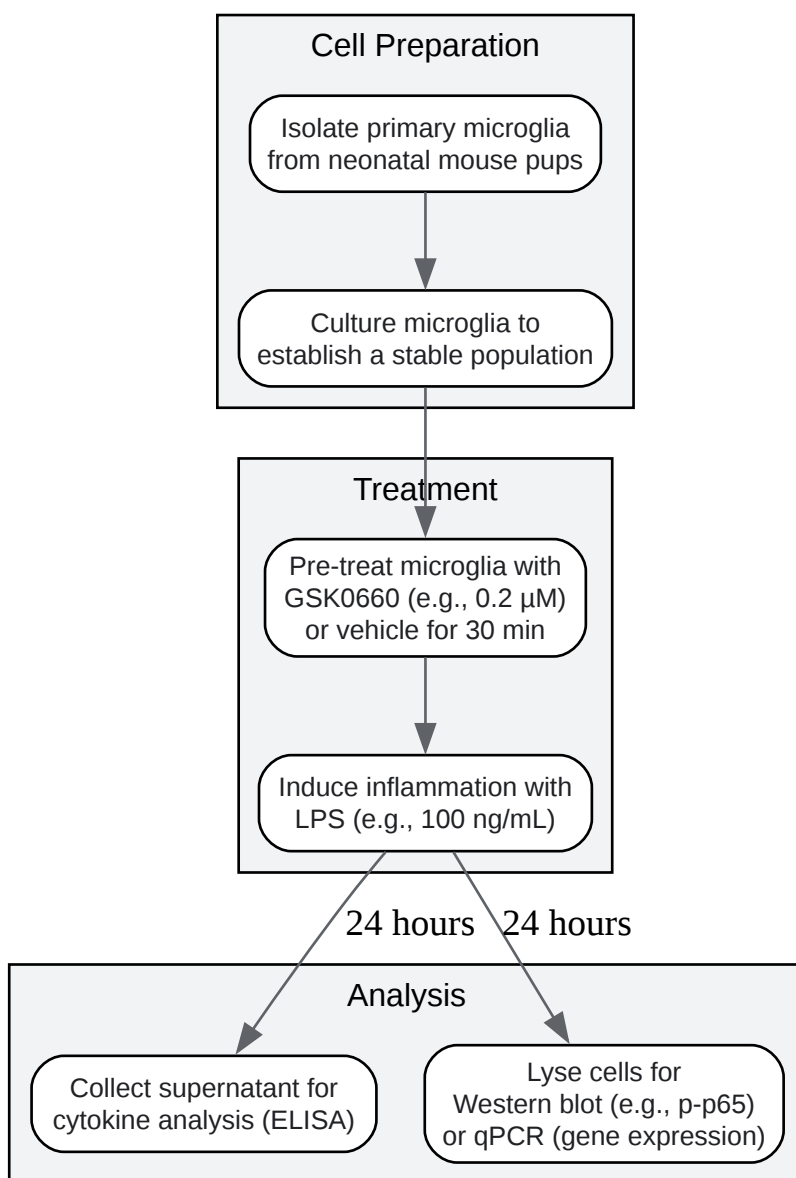 Cell Preparation
Isolate primary microglia
from neonatal mouse pups
Culture microglia to
establish a stable population
Treatment
Pre-treat microglia with
GSK0660 (e.g., 0.2 µM)
or vehicle for 30 min
Induce inflammation with
LPS (e.g., 100 ng/mL)
24 hours
24 hours
Analysis
Collect supernatant for
cytokine analysis (ELISA)
Lyse cells for
Western blot (e.g., p-p65)
or qPCR (gene expression)